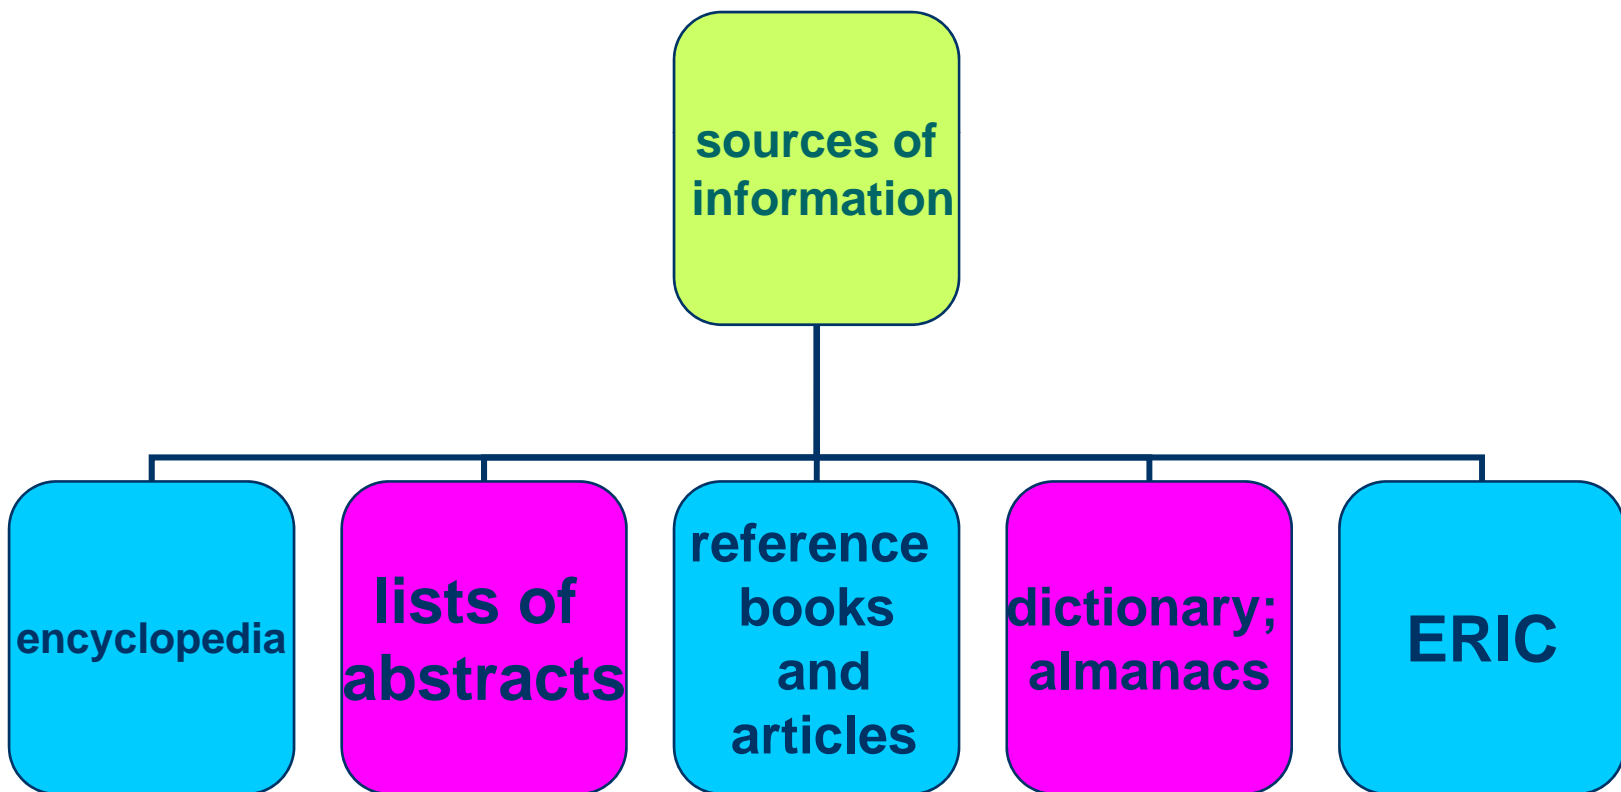 sources of
information
encyclopedia
lists of
abstracts
reference
books
and
articles
dictionary;
almanacs
ERIC